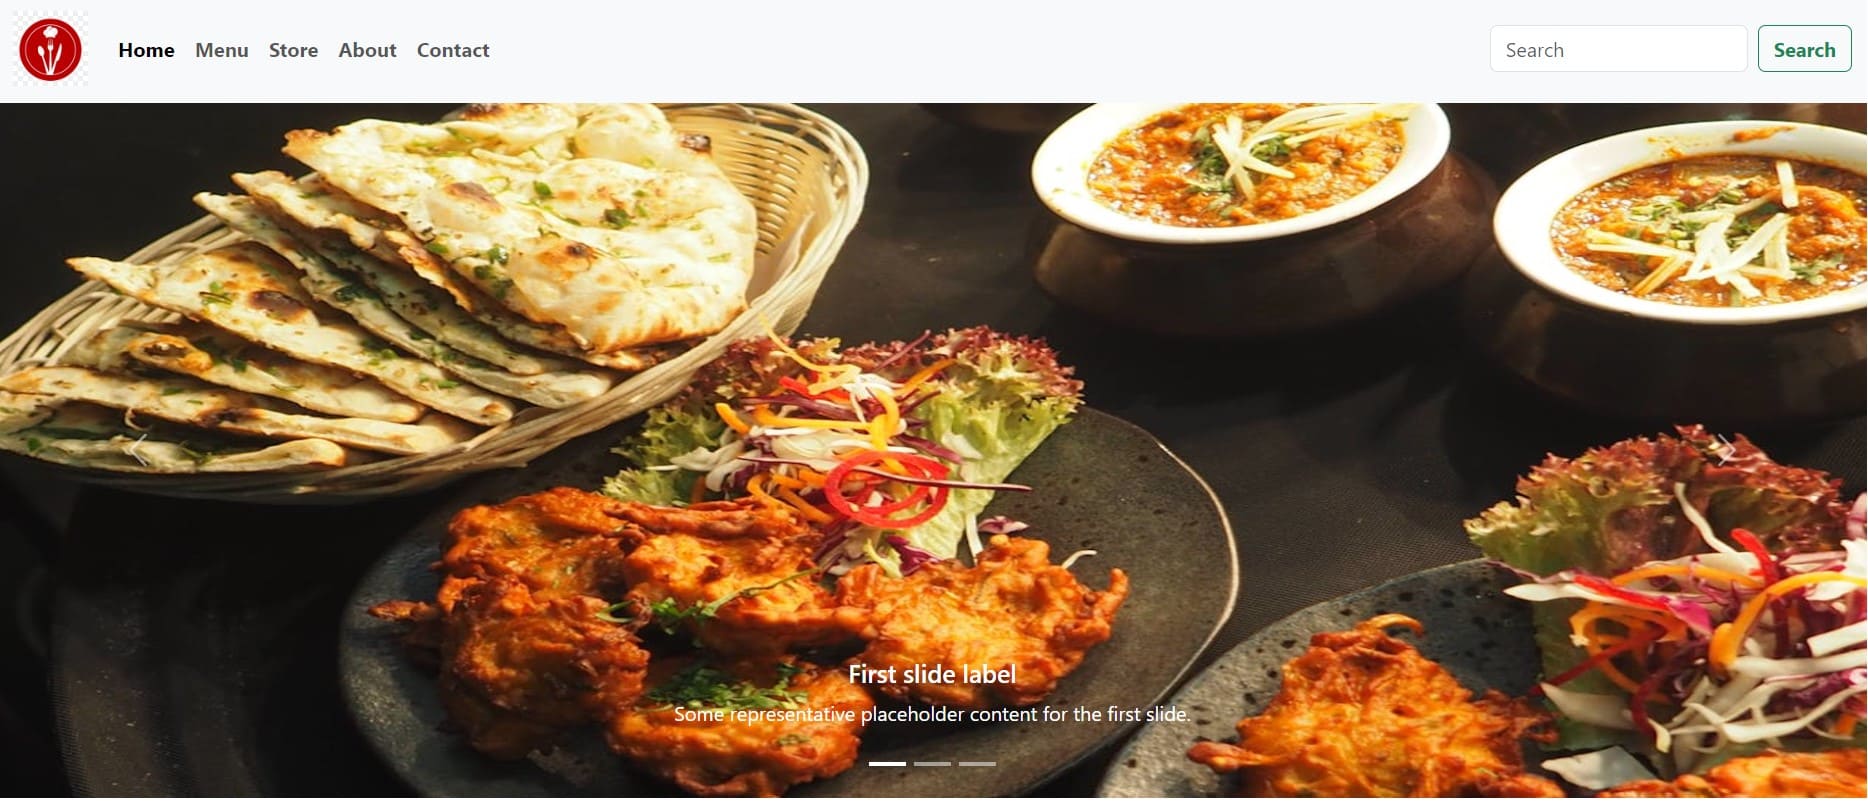 Home Menu Store About Contact
Search
Search
First slide label
Some representative placeholder content for the first slide.